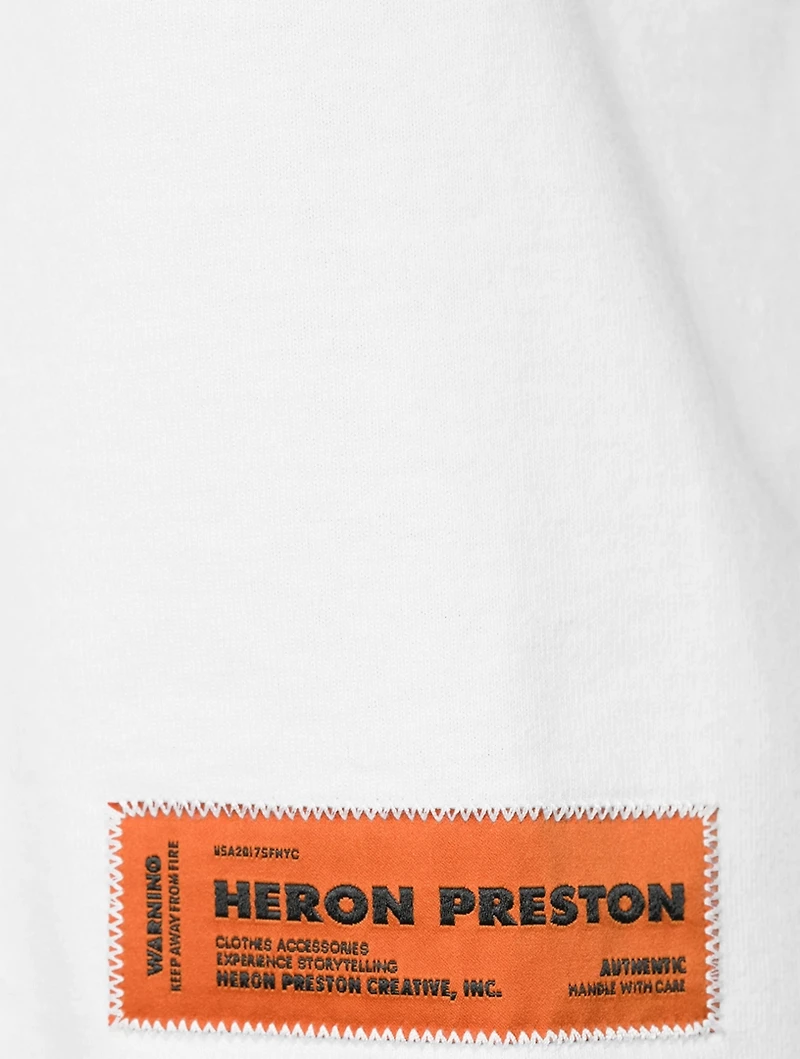 WARNING
KEEP AWAY FROM FIRE
USA2017SFNYC
HERON PRESTON
CLOTHES ACCESSORIES
EXPERIENCE STORYTELLING
HERON PRESTON CREATIVE, INC.
AUTHENTIC
HANDLE WITH CARE